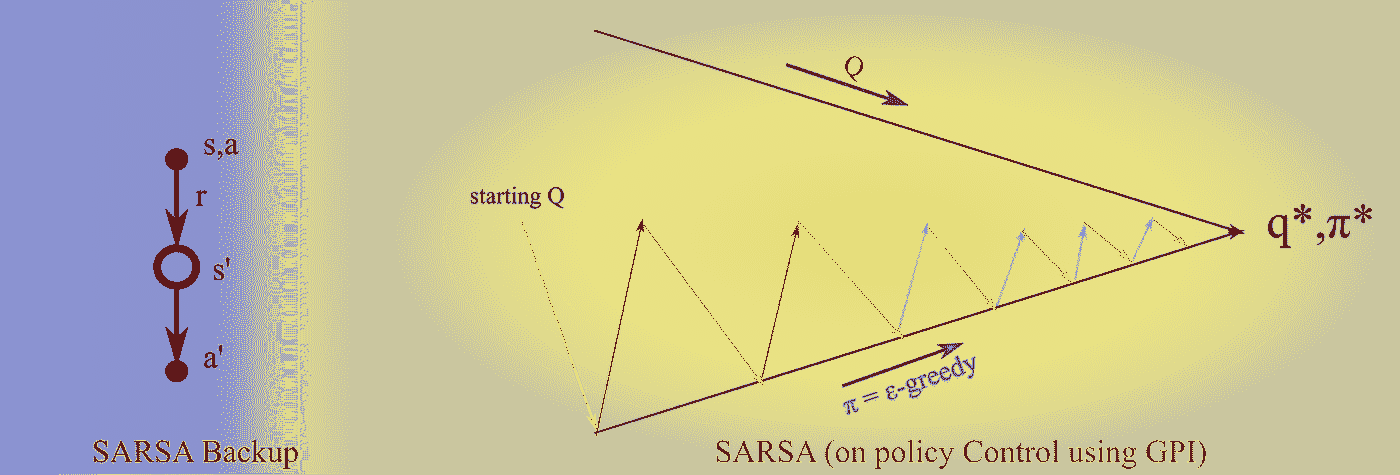 s,a
r
s'
a'
SARSA Backup
Q
starting Q
q*,π*
π = ε-greedy
SARSA (on policy Control using GPI)